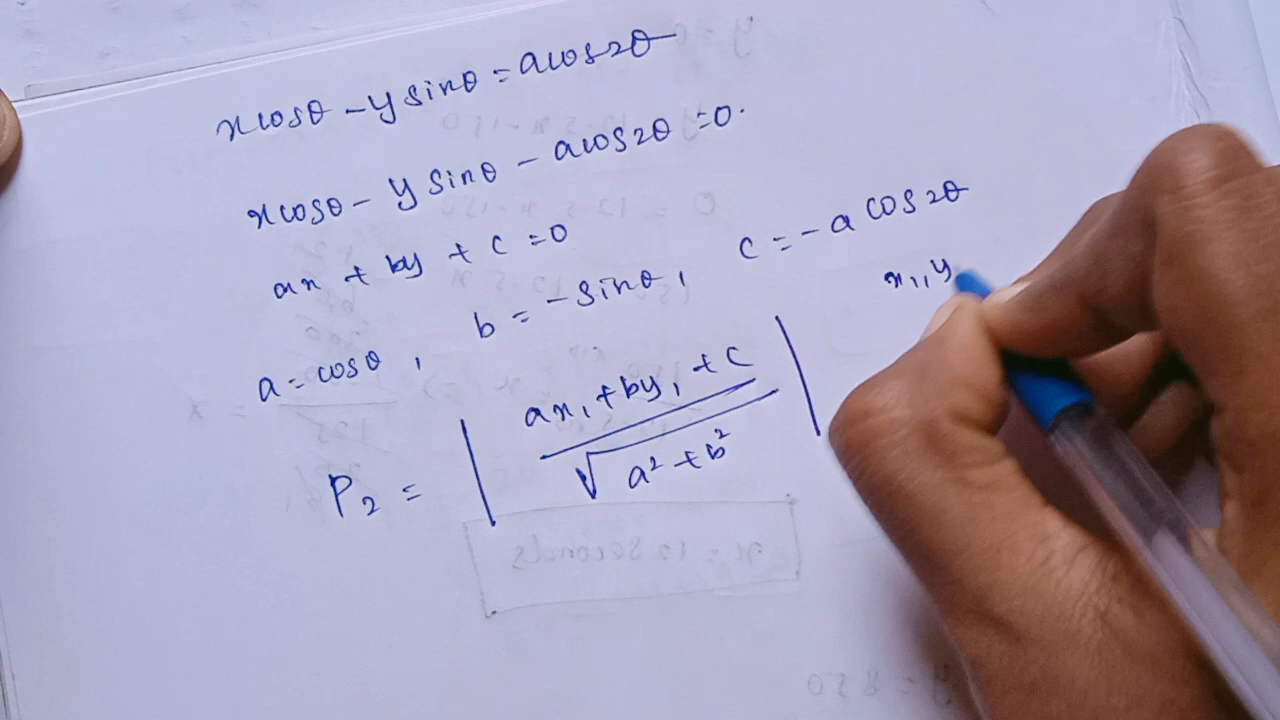 x cosθ - y sinθ = a cos2θ
x cosθ - y sinθ - a cos2θ = 0.
ax + by + c = 0
a = cosθ, b = -sinθ, c = -a cos2θ
x₁, y
P₂ = | ax₁ + by₁ + c / √a² + b² |